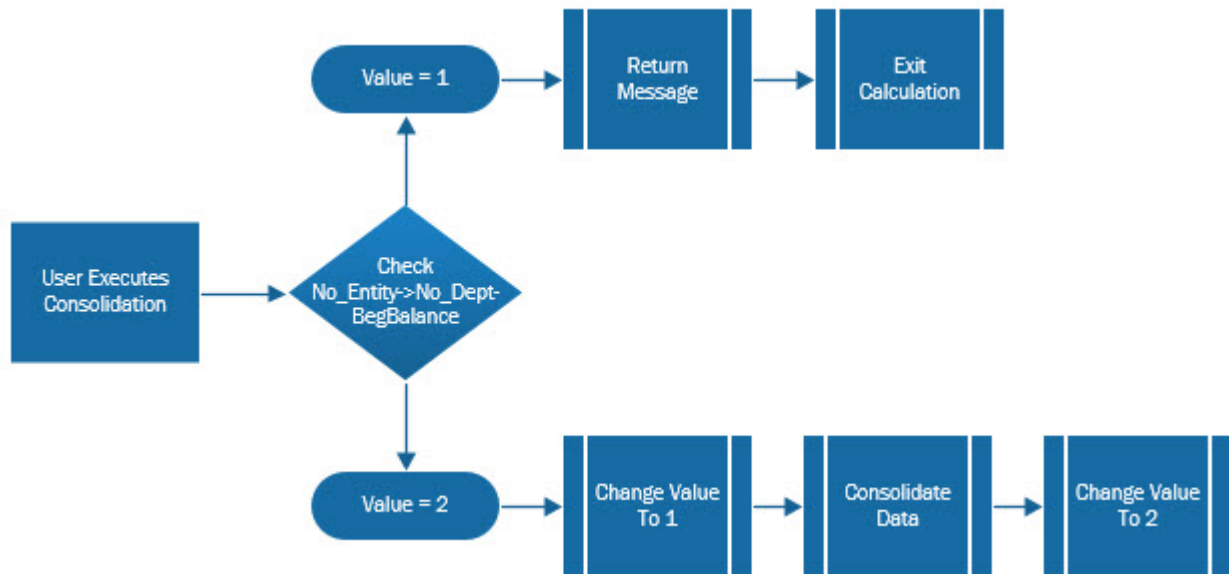 Value = 1
Return
Message
Exit
Calculation
User Executes
Consolidation
Check
No_Entity->No_Dept-
BegBalance
Value = 2
Change Value
To 1
Consolidate
Data
Change Value
To 2